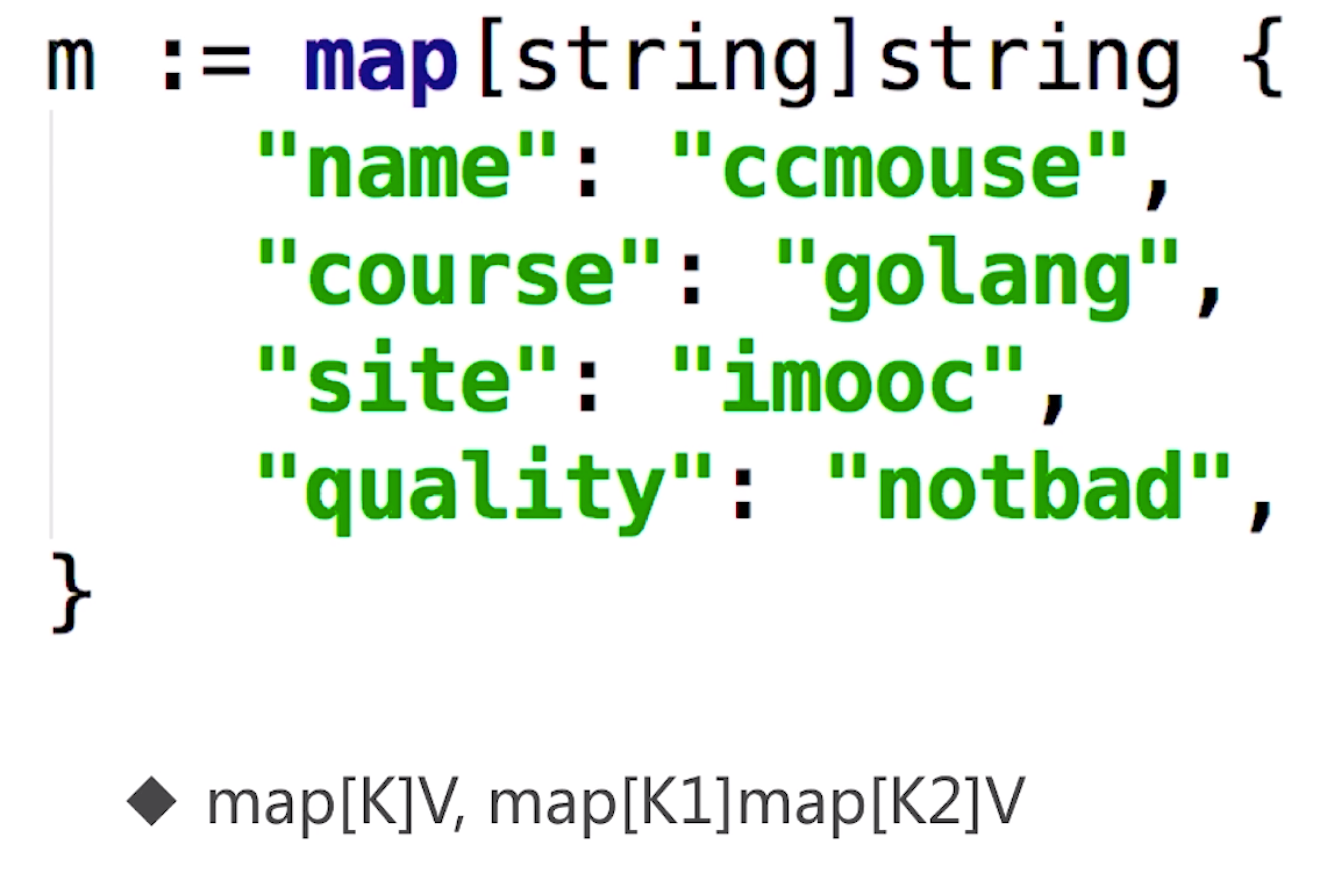 m := map[string]string {
"name": "ccmouse",
"course": "golang",
"site": "imooc",
"quality": "notbad",
}
◆ map[K]V, map[K1]map[K2]V